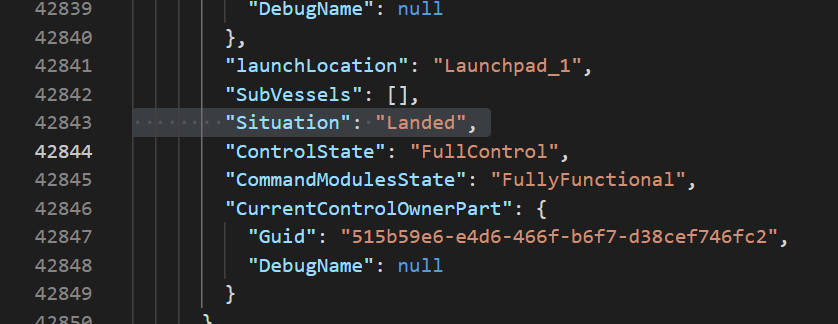 42839 "DebugName": null
42840 },
42841 "launchLocation": "Launchpad_1",
42842 "SubVessels": [],
42843 "Situation": "Landed",
42844 "ControlState": "FullControl",
42845 "CommandModulesState": "FullyFunctional",
42846 "CurrentControlOwnerPart": {
42847 "Guid": "515b59e6-e4d6-466f-b6f7-d38cef746fc2",
42848 "DebugName": null
42849 }
42850 }